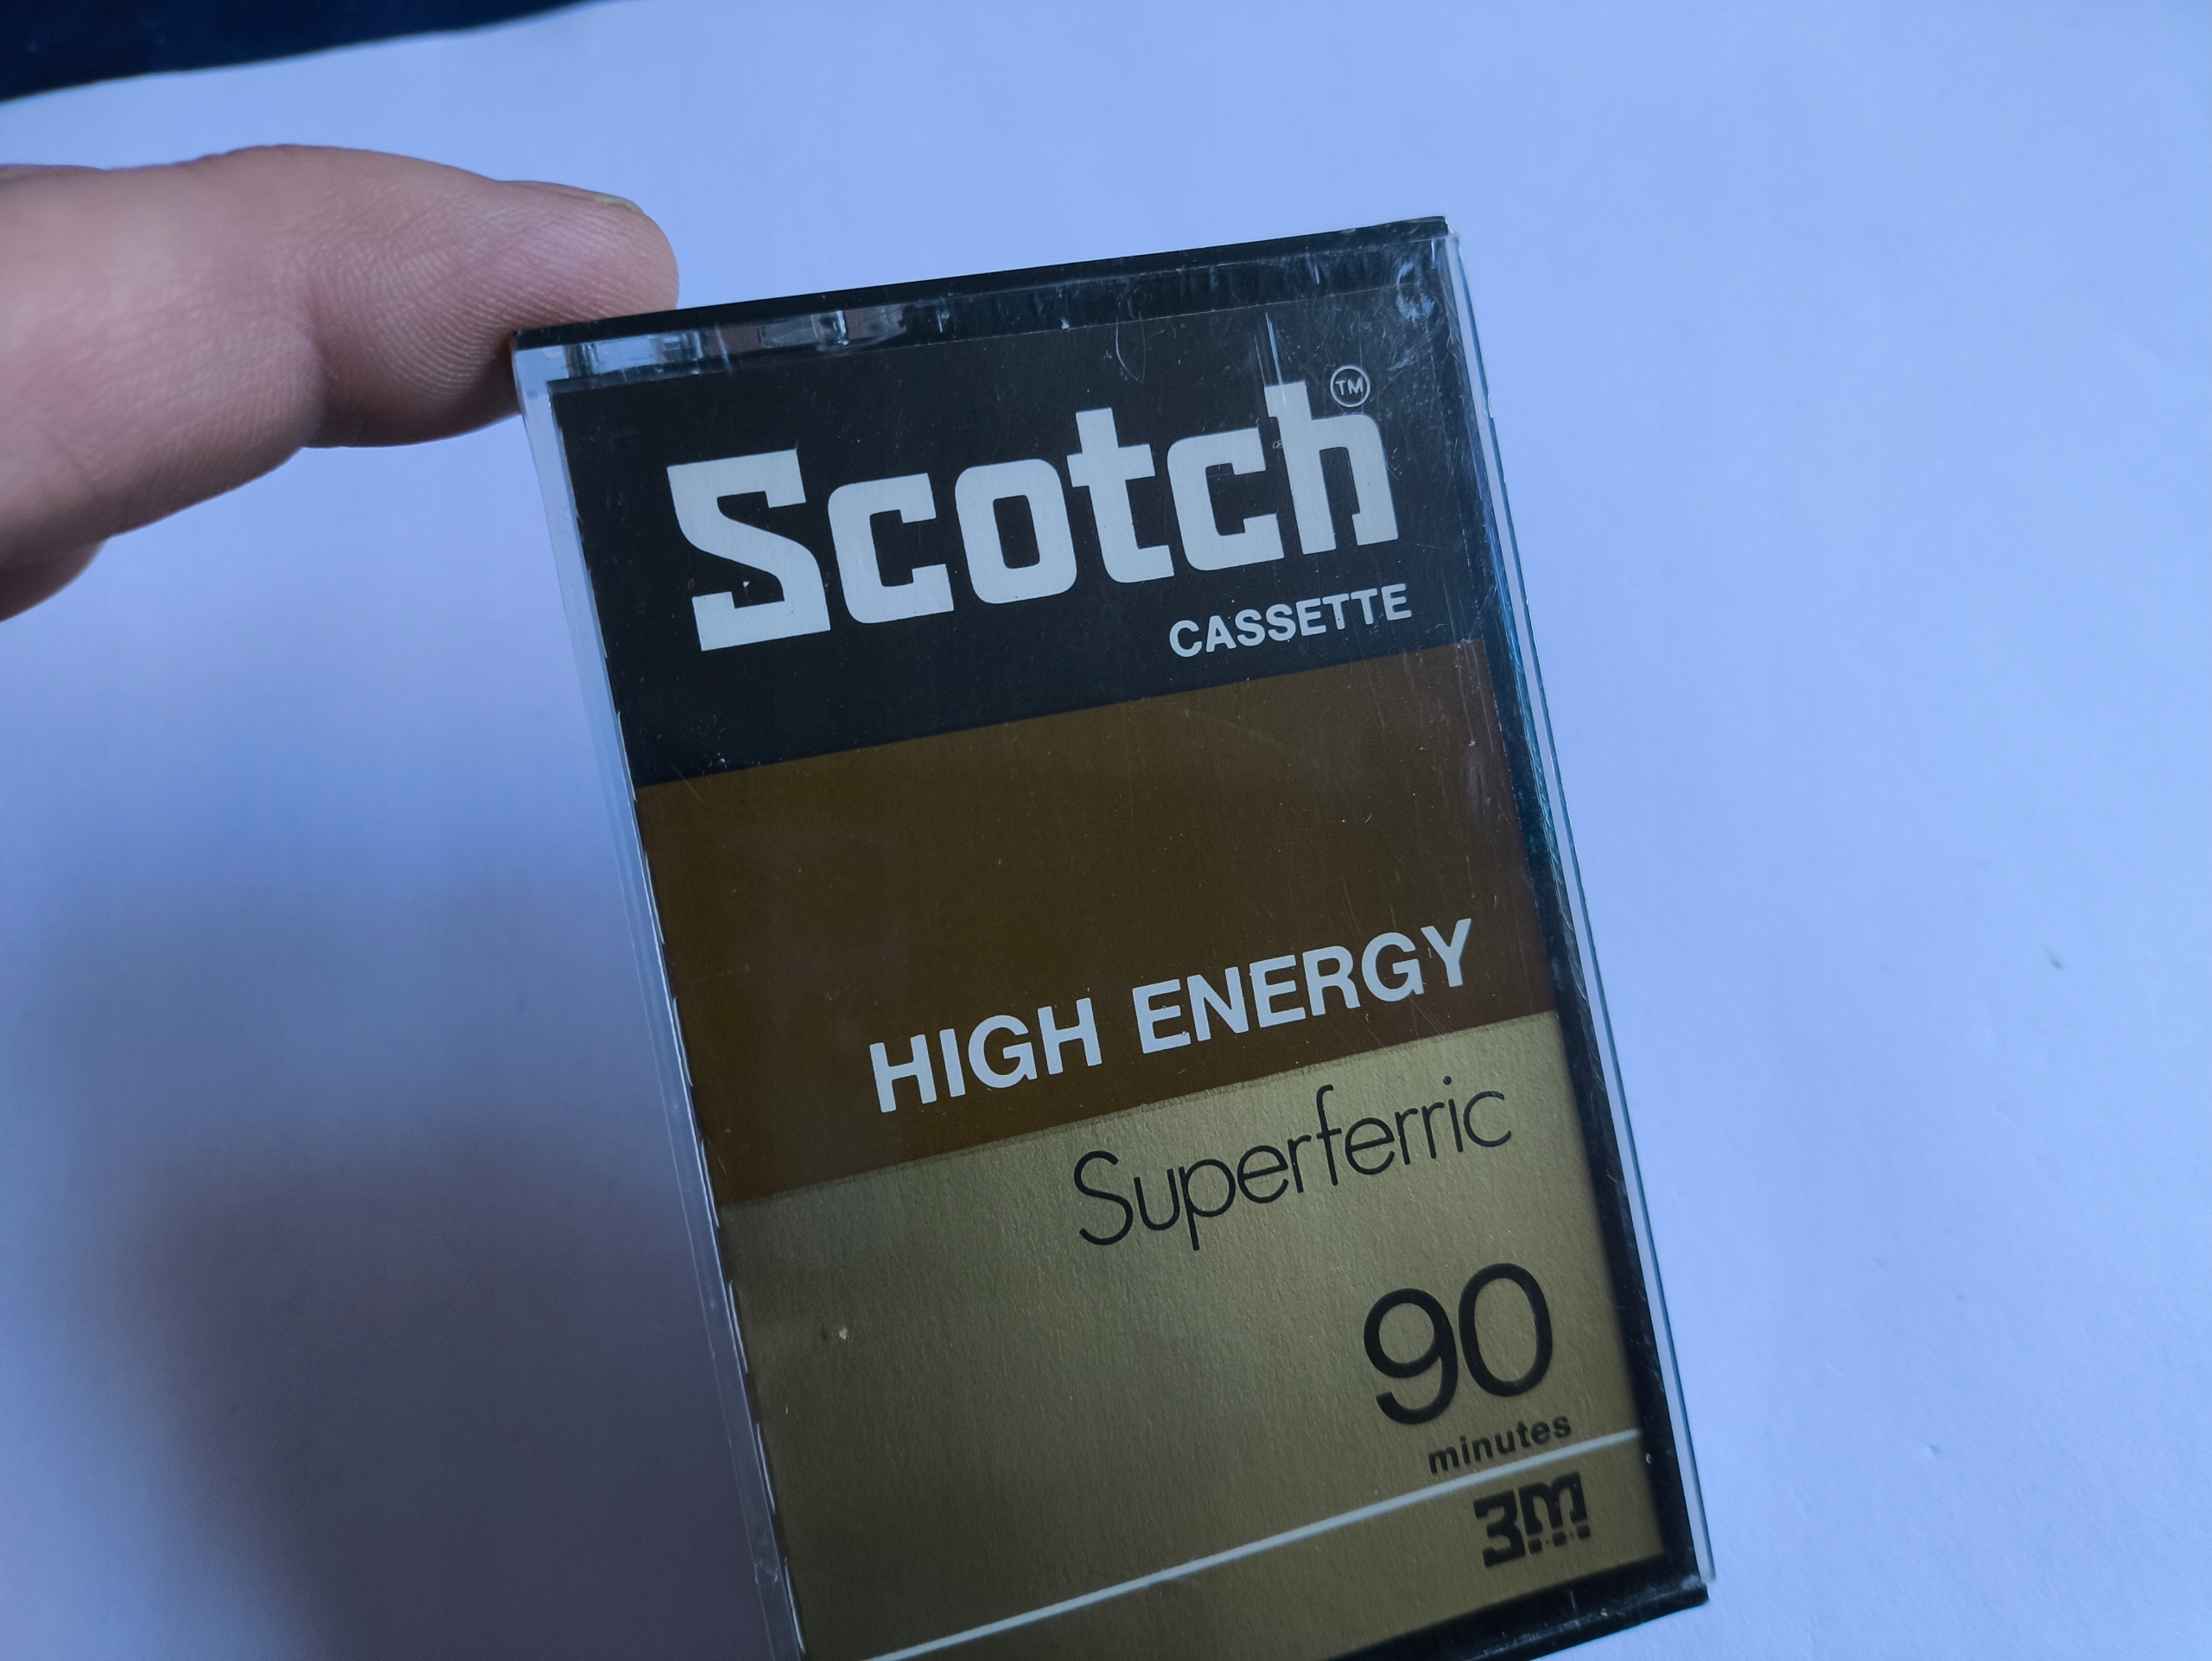 Scotch™
CASSETTE
HIGH ENERGY
Superferric
90
minutes
3M